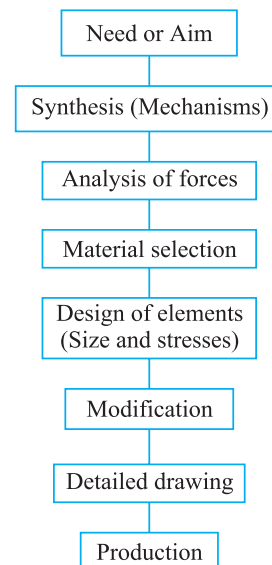 Need or Aim
Synthesis (Mechanisms)
Analysis of forces
Material selection
Design of elements
(Size and stresses)
Modification
Detailed drawing
Production